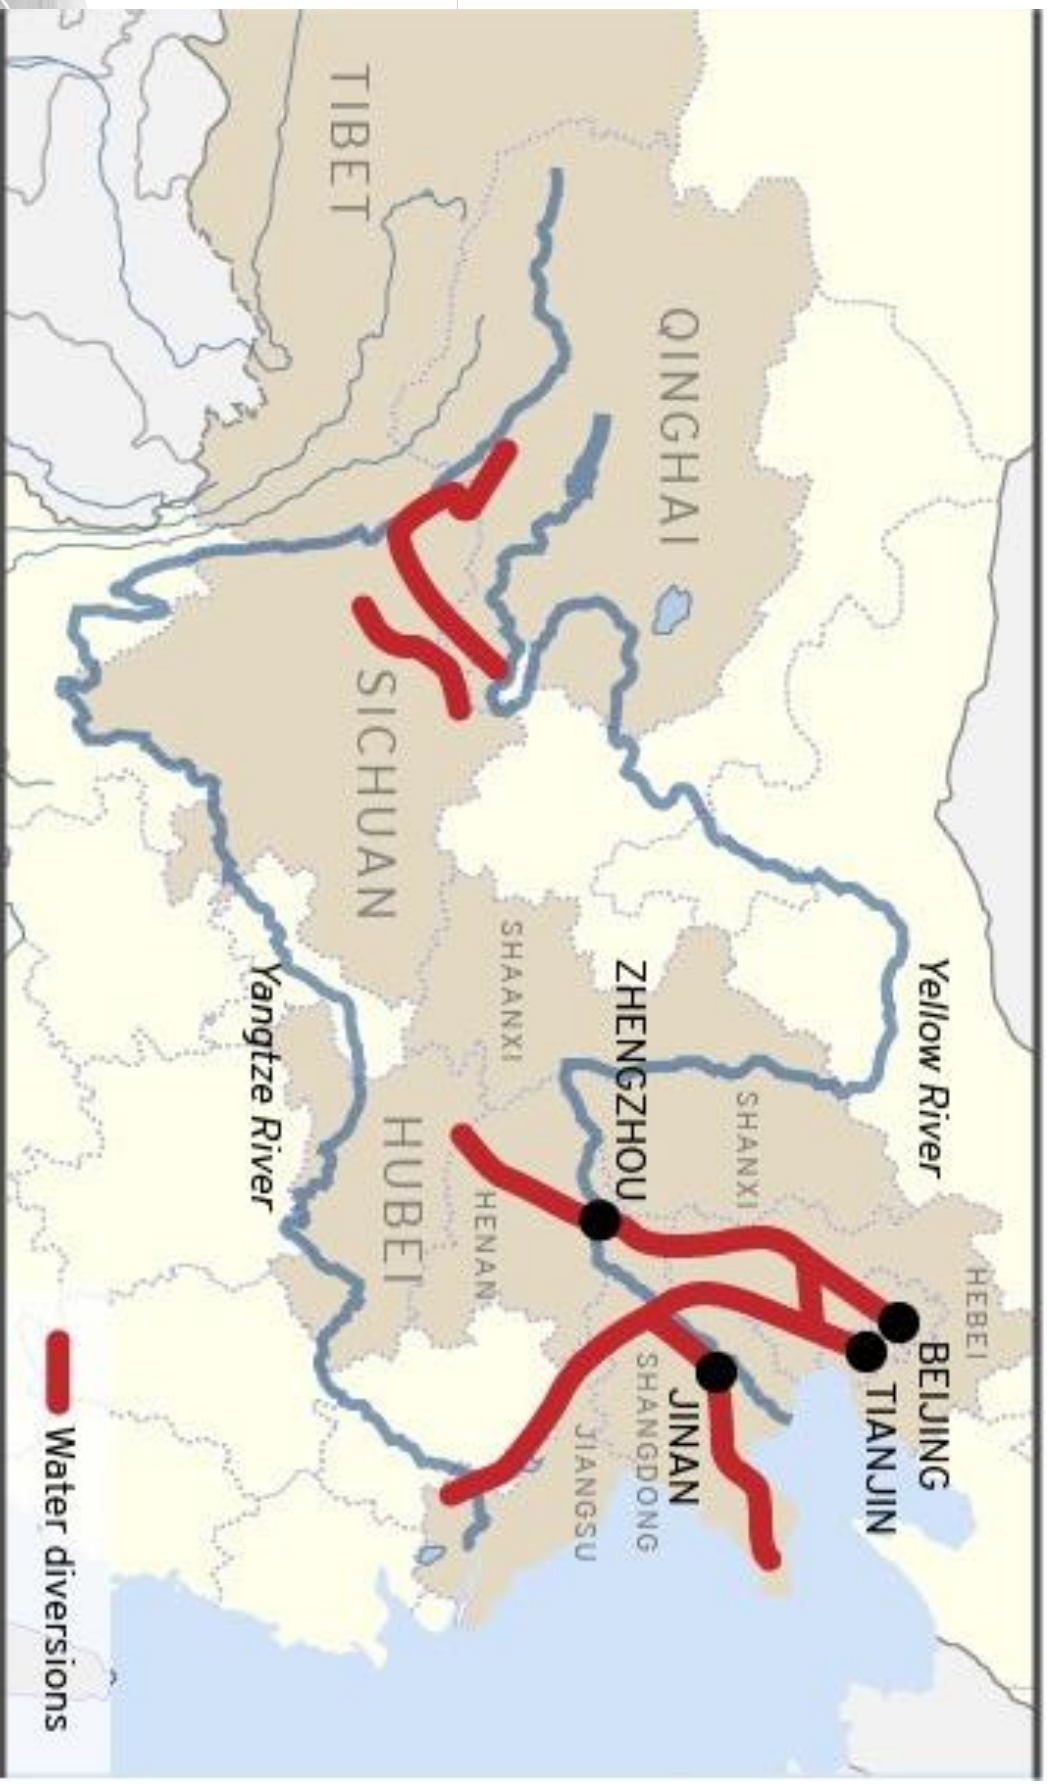 TIBET
QINGHAI
SICHUAN
SHAANXI
Yellow River
ZHENGZHOU
Yangtze River
SHANXI
HUBEI
HENAN
HEBEI
BEIJING
TIANJIN
JINAN
SHANGDONG
JIANGSU
Water diversions